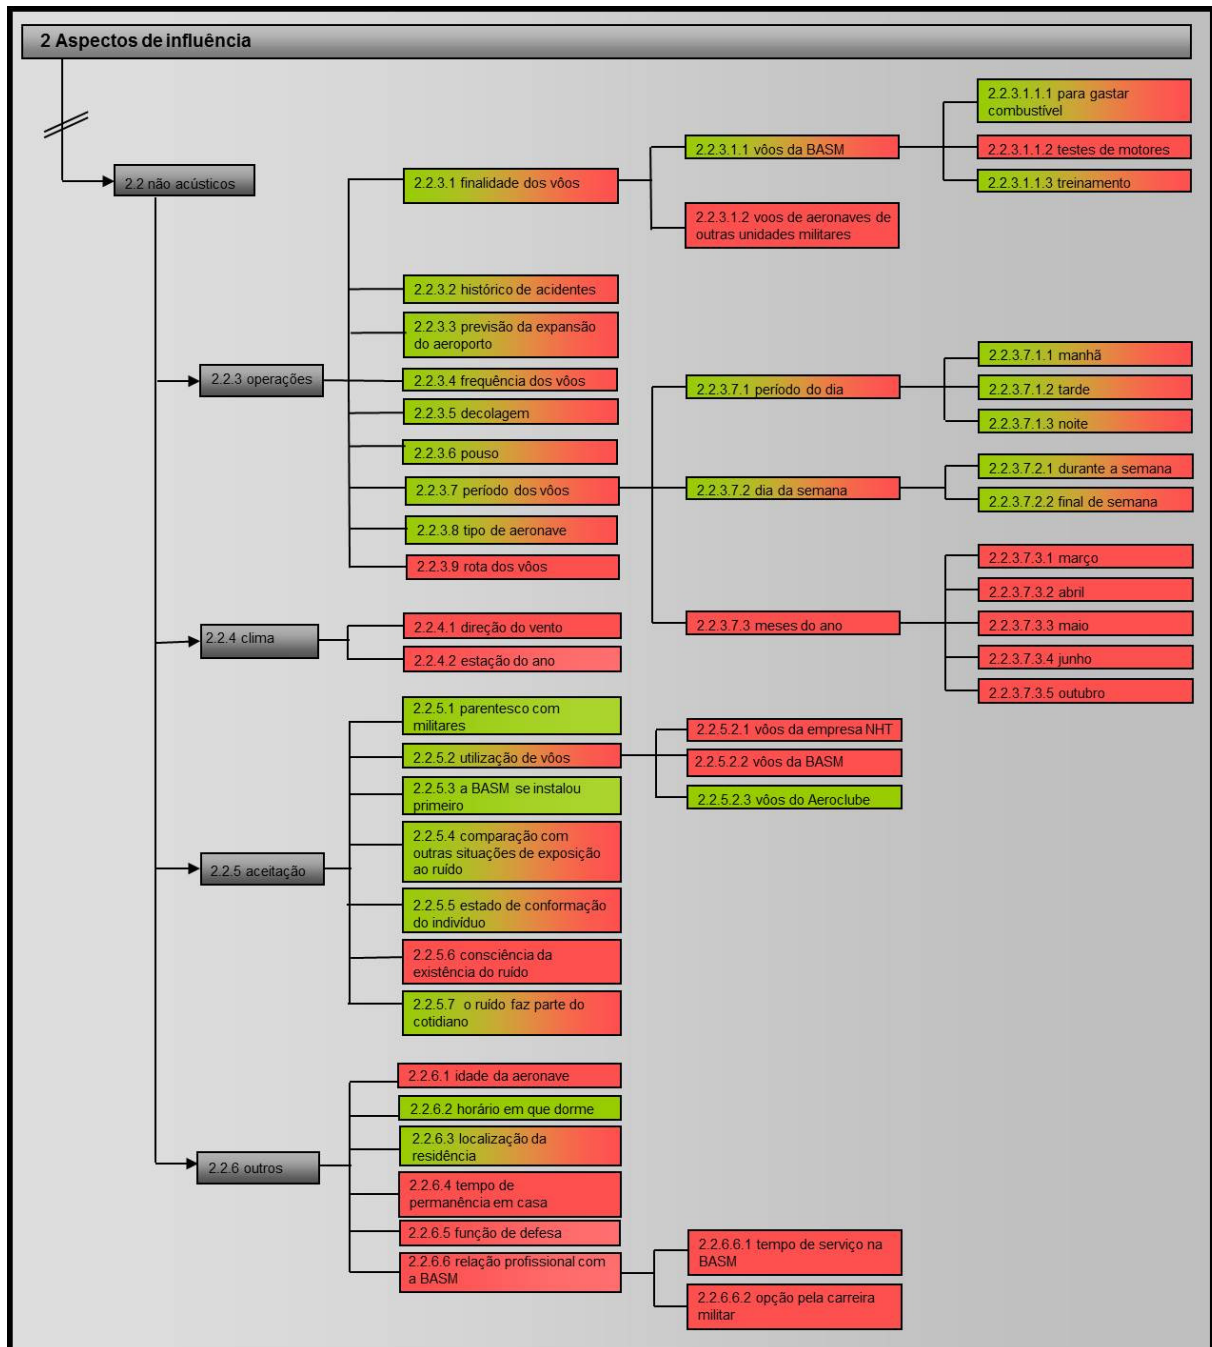 2 Aspectos de influência
2.2 não acústicos
2.2.3 operações
2.2.3.1 finalidade dos vôos
2.2.3.1.1 vôos da BASM
2.2.3.1.1.1 para gastar
combustível
2.2.3.1.1.2 testes de motores
2.2.3.1.1.3 treinamento
2.2.3.1.2 voos de aeronaves de
outras unidades militares
2.2.3.2 histórico de acidentes
2.2.3.3 previsão da expansão
do aeroporto
2.2.3.4 frequência dos vôos
2.2.3.5 decolagem
2.2.3.6 pouso
2.2.3.7 período dos vôos
2.2.3.7.1 período do dia
2.2.3.7.1.1 manhã
2.2.3.7.1.2 tarde
2.2.3.7.1.3 noite
2.2.3.7.2 dia da semana
2.2.3.7.2.1 durante a semana
2.2.3.7.2.2 final de semana
2.2.3.7.3 meses do ano
2.2.3.7.3.1 março
2.2.3.7.3.2 abril
2.2.3.7.3.3 maio
2.2.3.7.3.4 junho
2.2.3.7.3.5 outubro
2.2.3.8 tipo de aeronave
2.2.3.9 rota dos vôos
2.2.4 clima
2.2.4.1 direção do vento
2.2.4.2 estação do ano
2.2.5 aceitação
2.2.5.1 parentesco com
militares
2.2.5.2 utilização de vôos
2.2.5.2.1 vôos da empresa NHT
2.2.5.2.2 vôos da BASM
2.2.5.2.3 vôos do Aeroclube
2.2.5.3 a BASM se instalou
primeiro
2.2.5.4 comparação com
outras situações de exposição
ao ruído
2.2.5.5 estado de conformação
do indivíduo
2.2.5.6 consciência da
existência do ruído
2.2.5.7 o ruído faz parte do
cotidiano
2.2.6 outros
2.2.6.1 idade da aeronave
2.2.6.2 horário em que dorme
2.2.6.3 localização da
residência
2.2.6.4 tempo de
permanência em casa
2.2.6.5 função de defesa
2.2.6.6 relação profissional com
a BASM
2.2.6.6.1 tempo de serviço na
BASM
2.2.6.6.2 opção pela carreira
militar